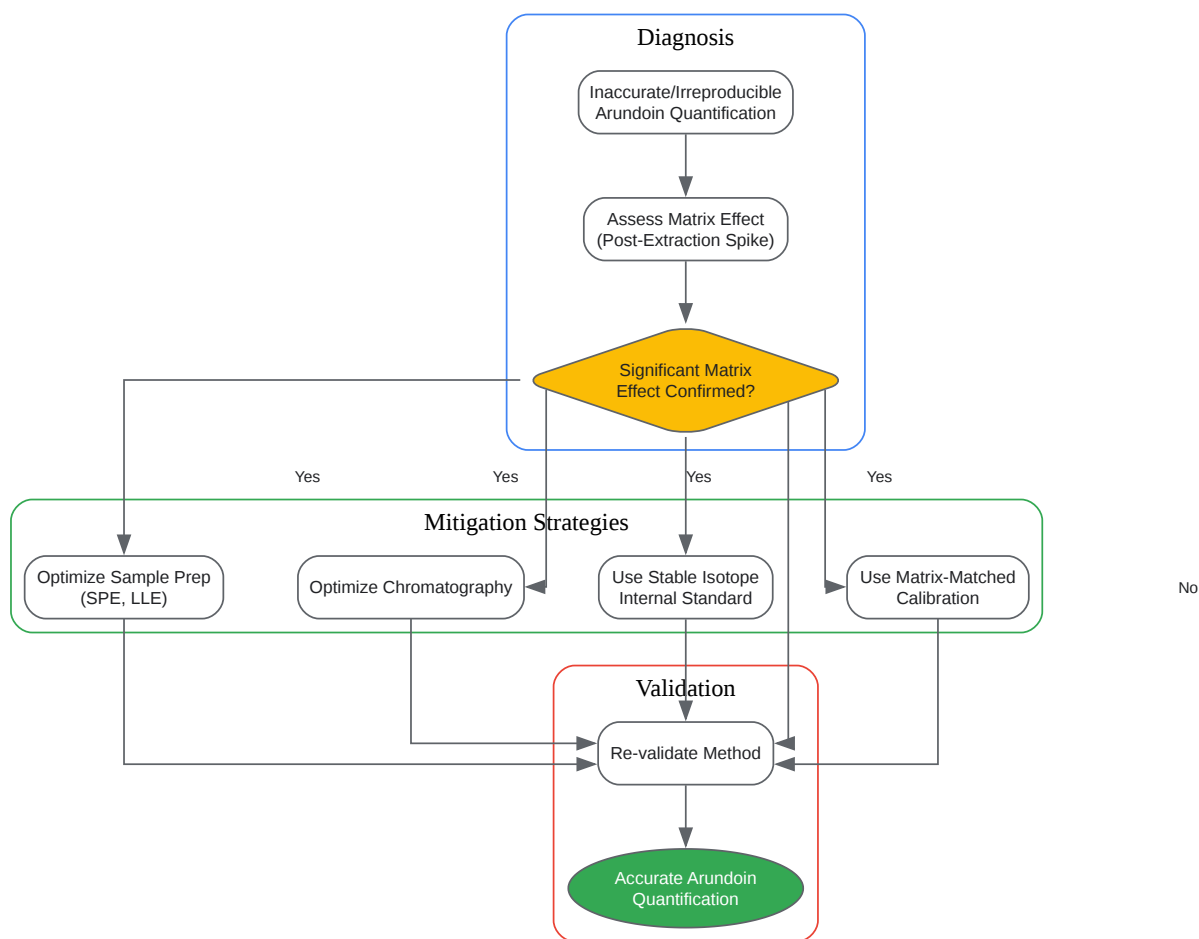 Diagnosis
Inaccurate/Irreproducible
Arundoin Quantification
Assess Matrix Effect
(Post-Extraction Spike)
Significant Matrix
Effect Confirmed?
Yes
Yes
Yes
Yes
Mitigation Strategies
Optimize Sample Prep
(SPE, LLE)
Optimize Chromatography
Use Stable Isotope
Internal Standard
Use Matrix-Matched
Calibration
No
Validation
Re-validate Method
Accurate Arundoin
Quantification